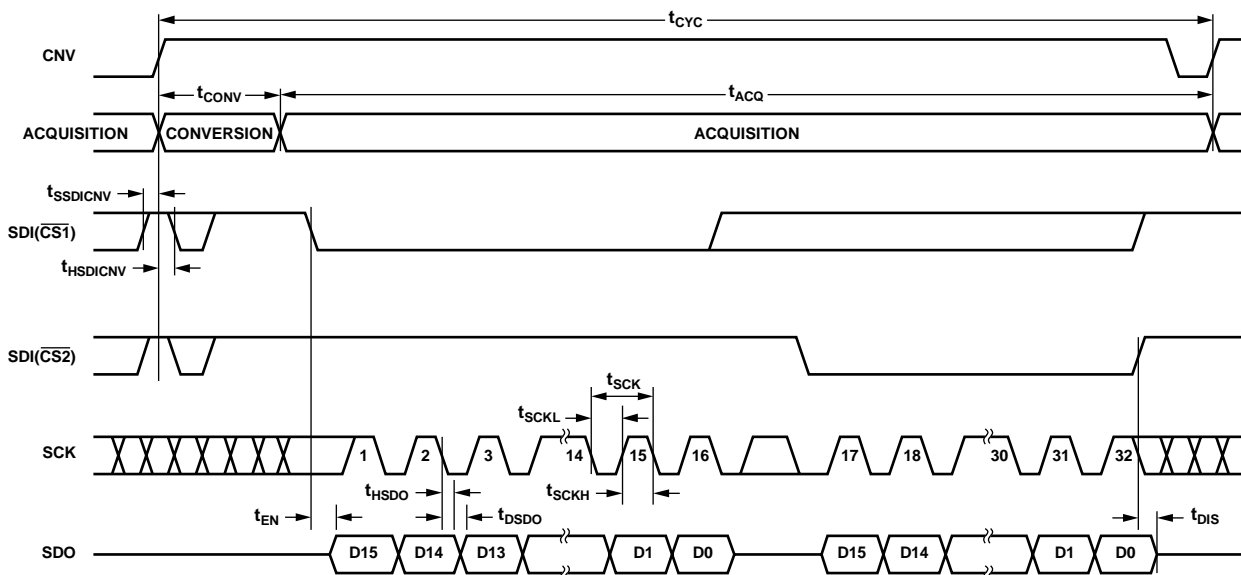 tCYC
CNV
tCONV
tACQ
ACQUISITION CONVERSION ACQUISITION
tSSDICNV
SDI(CS1)
tHSDICNV
SDI(CS2)
tSCK
tSCKL
SCK 1 2 3 14 15 16 17 18 30 31 32
tHSDO
tSCKH
tEN
tDSDO
tDIS
SDO D15 D14 D13 D1 D0 D15 D14 D1 D0